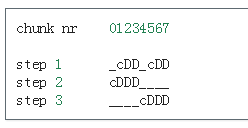 chunk nr    01234567

step 1      _cDD_cDD
step 2      cDDD____
step 3      ____cDDD